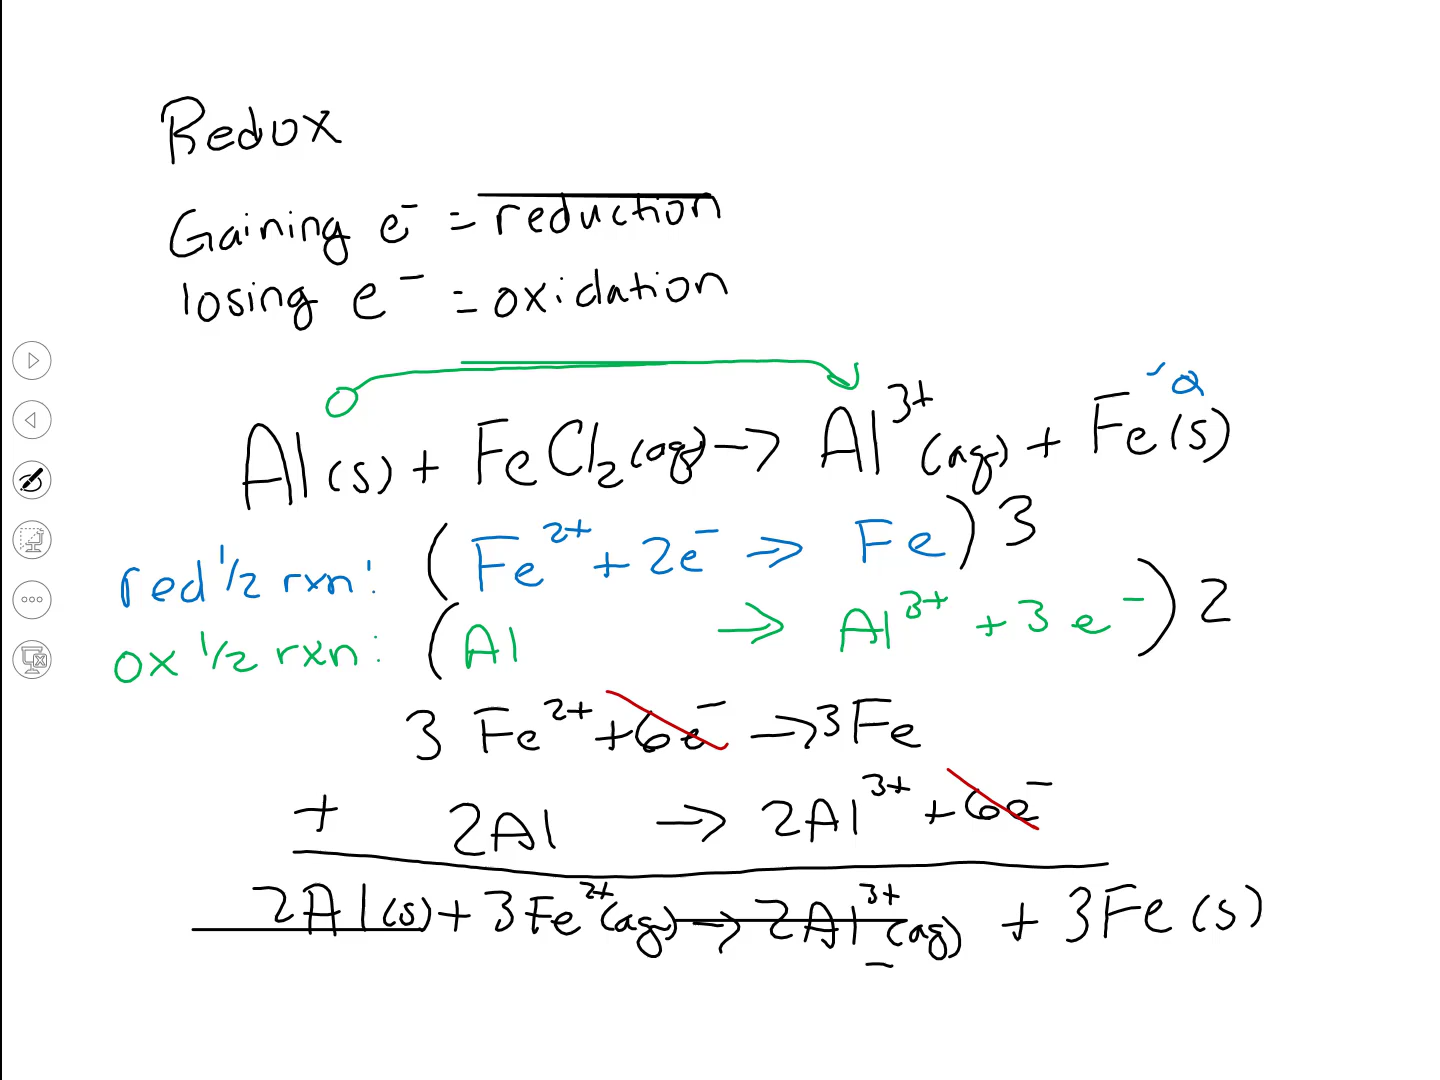 Redox
Gaining e⁻ = reduction
losing e⁻ = oxidation
Al(s) + FeCl₂(aq) → Al³⁺(aq) + Fe(s)
red 1/2 rxn: (Fe²⁺ + 2e⁻ → Fe)3
ox 1/2 rxn: (Al → Al³⁺ + 3e⁻)2
3Fe²⁺ + 6e⁻ → 3Fe
+ 2Al → 2Al³⁺ + 6e⁻
2Al(s) + 3Fe²⁺(aq) → 2Al³⁺(aq) + 3Fe(s)